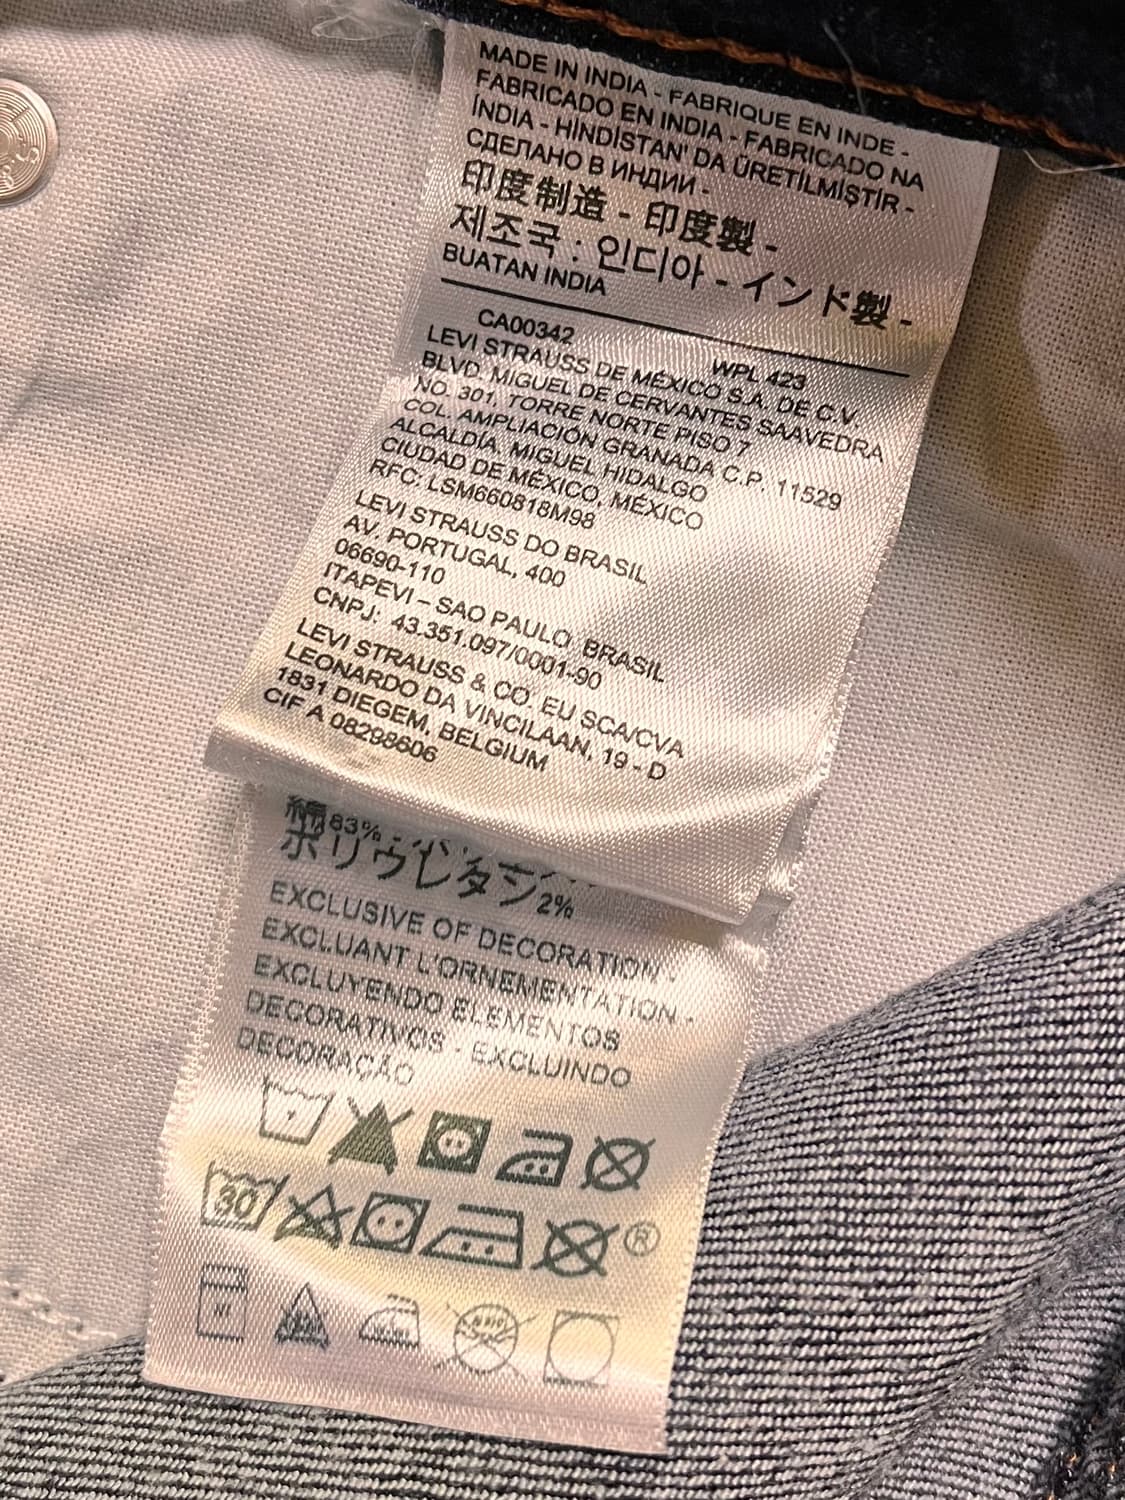 MADE IN INDIA - FABRIQUE EN INDE -
FABRICADO EN INDIA - FABRICADO NA
ÍNDIA - HİNDİSTAN' DA ÜRETİLMİŞTİR -
СДЕЛАНО В ИНДИИ -
印度制造 - 印度製 -
제조국 : 인디아 - インド製 -
BUATAN INDIA
CA00342 WPL 423
LEVI STRAUSS DE MÉXICO S.A. DE C.V.
BLVD. MIGUEL DE CERVANTES SAAVEDRA
NO. 301, TORRE NORTE PISO 7
COL. AMPLIACIÓN GRANADA C.P. 11529
ALCALDÍA, MIGUEL HIDALGO
CIUDAD DE MÉXICO, MÉXICO
RFC: LSM660818M98
LEVI STRAUSS DO BRASIL
AV. PORTUGAL, 400
06690-110
ITAPEVI – SAO PAULO BRASIL
CNPJ: 43.351.097/0001-90
LEVI STRAUSS & CO. EU SCA/CVA
LEONARDO DA VINCILAAN, 19 - D
1831 DIEGEM, BELGIUM
CIF A 08298606
綿83% -
ポリウレタン2%
EXCLUSIVE OF DECORATION -
EXCLUANT L'ORNEMENTATION -
EXCLUYENDO ELEMENTOS
DECORATIVOS - EXCLUINDO
DECORAÇÃO
30 ®